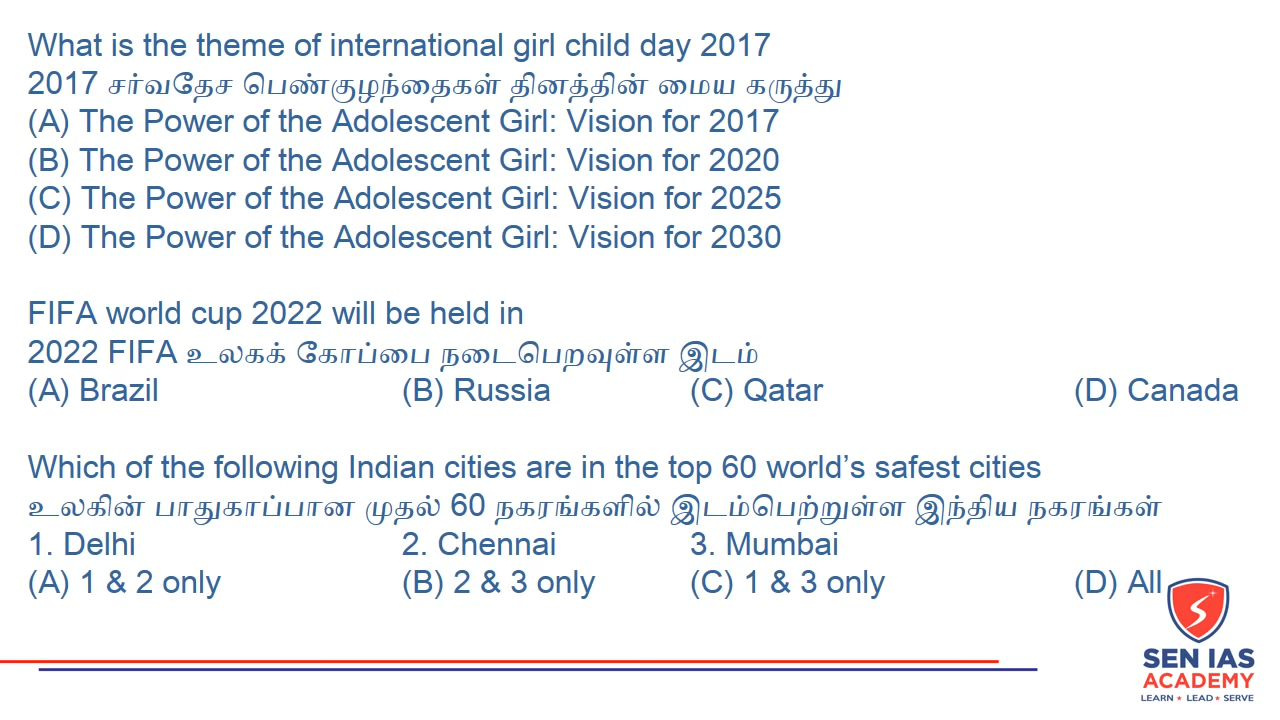 What is the theme of international girl child day 2017
2017 சர்வதேச பெண்குழந்தைகள் தினத்தின் மைய கருத்து
(A) The Power of the Adolescent Girl: Vision for 2017
(B) The Power of the Adolescent Girl: Vision for 2020
(C) The Power of the Adolescent Girl: Vision for 2025
(D) The Power of the Adolescent Girl: Vision for 2030
FIFA world cup 2022 will be held in
2022 FIFA உலகக் கோப்பை நடைபெறவுள்ள இடம்
(A) Brazil (B) Russia (C) Qatar (D) Canada
Which of the following Indian cities are in the top 60 world’s safest cities
உலகின் பாதுகாப்பான முதல் 60 நகரங்களில் இடம்பெற்றுள்ள இந்திய நகரங்கள்
1. Delhi 2. Chennai 3. Mumbai
(A) 1 & 2 only (B) 2 & 3 only (C) 1 & 3 only (D) All
SEN IAS
ACADEMY
LEARN ★ LEAD ★ SERVE